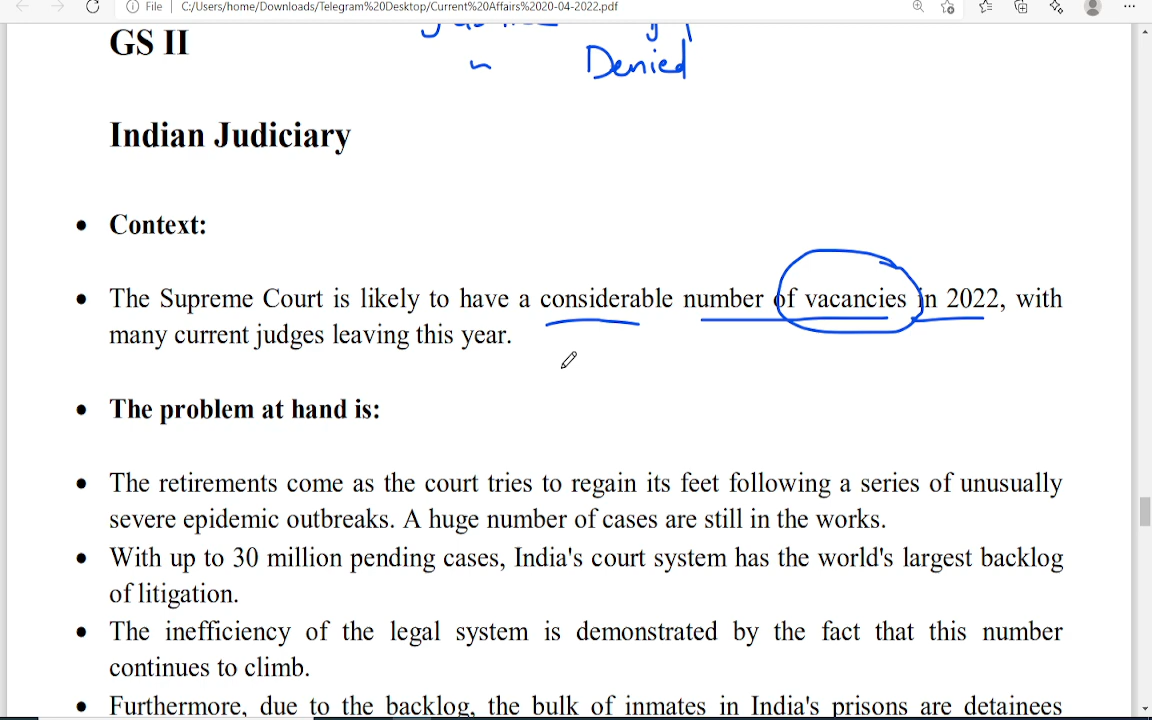 File
C:/Users/home/Downloads/Telegram%20Desktop/Current%20Affairs%2020-04-2022.pdf
GS II
Denied
Indian Judiciary
• Context:
• The Supreme Court is likely to have a considerable number of vacancies in 2022, with
many current judges leaving this year.
• The problem at hand is:
• The retirements come as the court tries to regain its feet following a series of unusually
severe epidemic outbreaks. A huge number of cases are still in the works.
• With up to 30 million pending cases, India's court system has the world's largest backlog
of litigation.
• The inefficiency of the legal system is demonstrated by the fact that this number
continues to climb.
• Furthermore, due to the backlog, the bulk of inmates in India's prisons are detainees